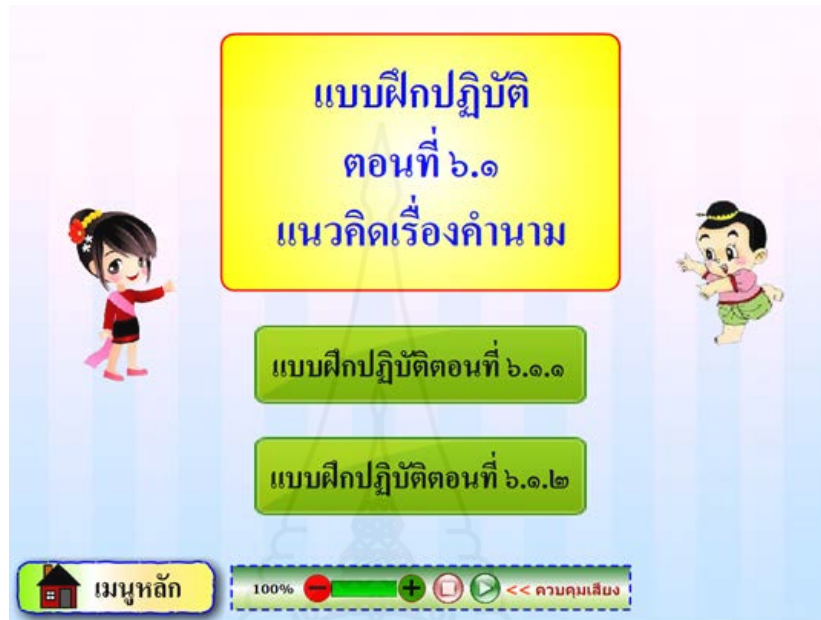 แบบฝึกปฏิบัติ
ตอนที่ ๖.๑
แนวคิดเรื่องคำนาม
แบบฝึกปฏิบัติตอนที่ ๖.๑.๑
แบบฝึกปฏิบัติตอนที่ ๖.๑.๒
เมนูหลัก
100% << ควบคุมเสียง